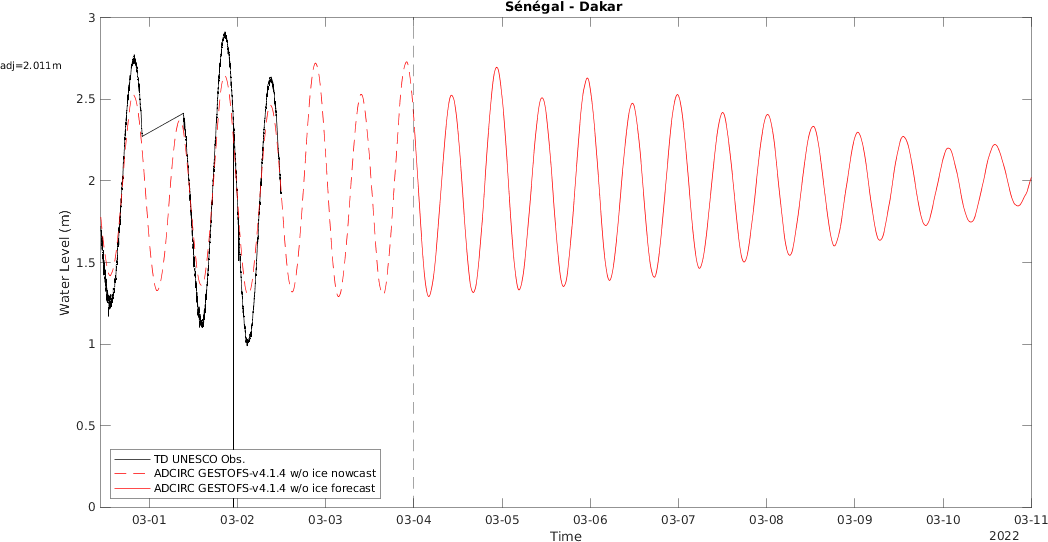 Sénégal - Dakar
adj=2.011m
3
2.5
2
1.5
1
0.5
0
Water Level (m)
TD UNESCO Obs.
ADCIRC GESTOFS-v4.1.4 w/o ice nowcast
ADCIRC GESTOFS-v4.1.4 w/o ice forecast
03-01 03-02 03-03 03-04 03-05 03-06 03-07 03-08 03-09 03-10 03-11
Time
2022